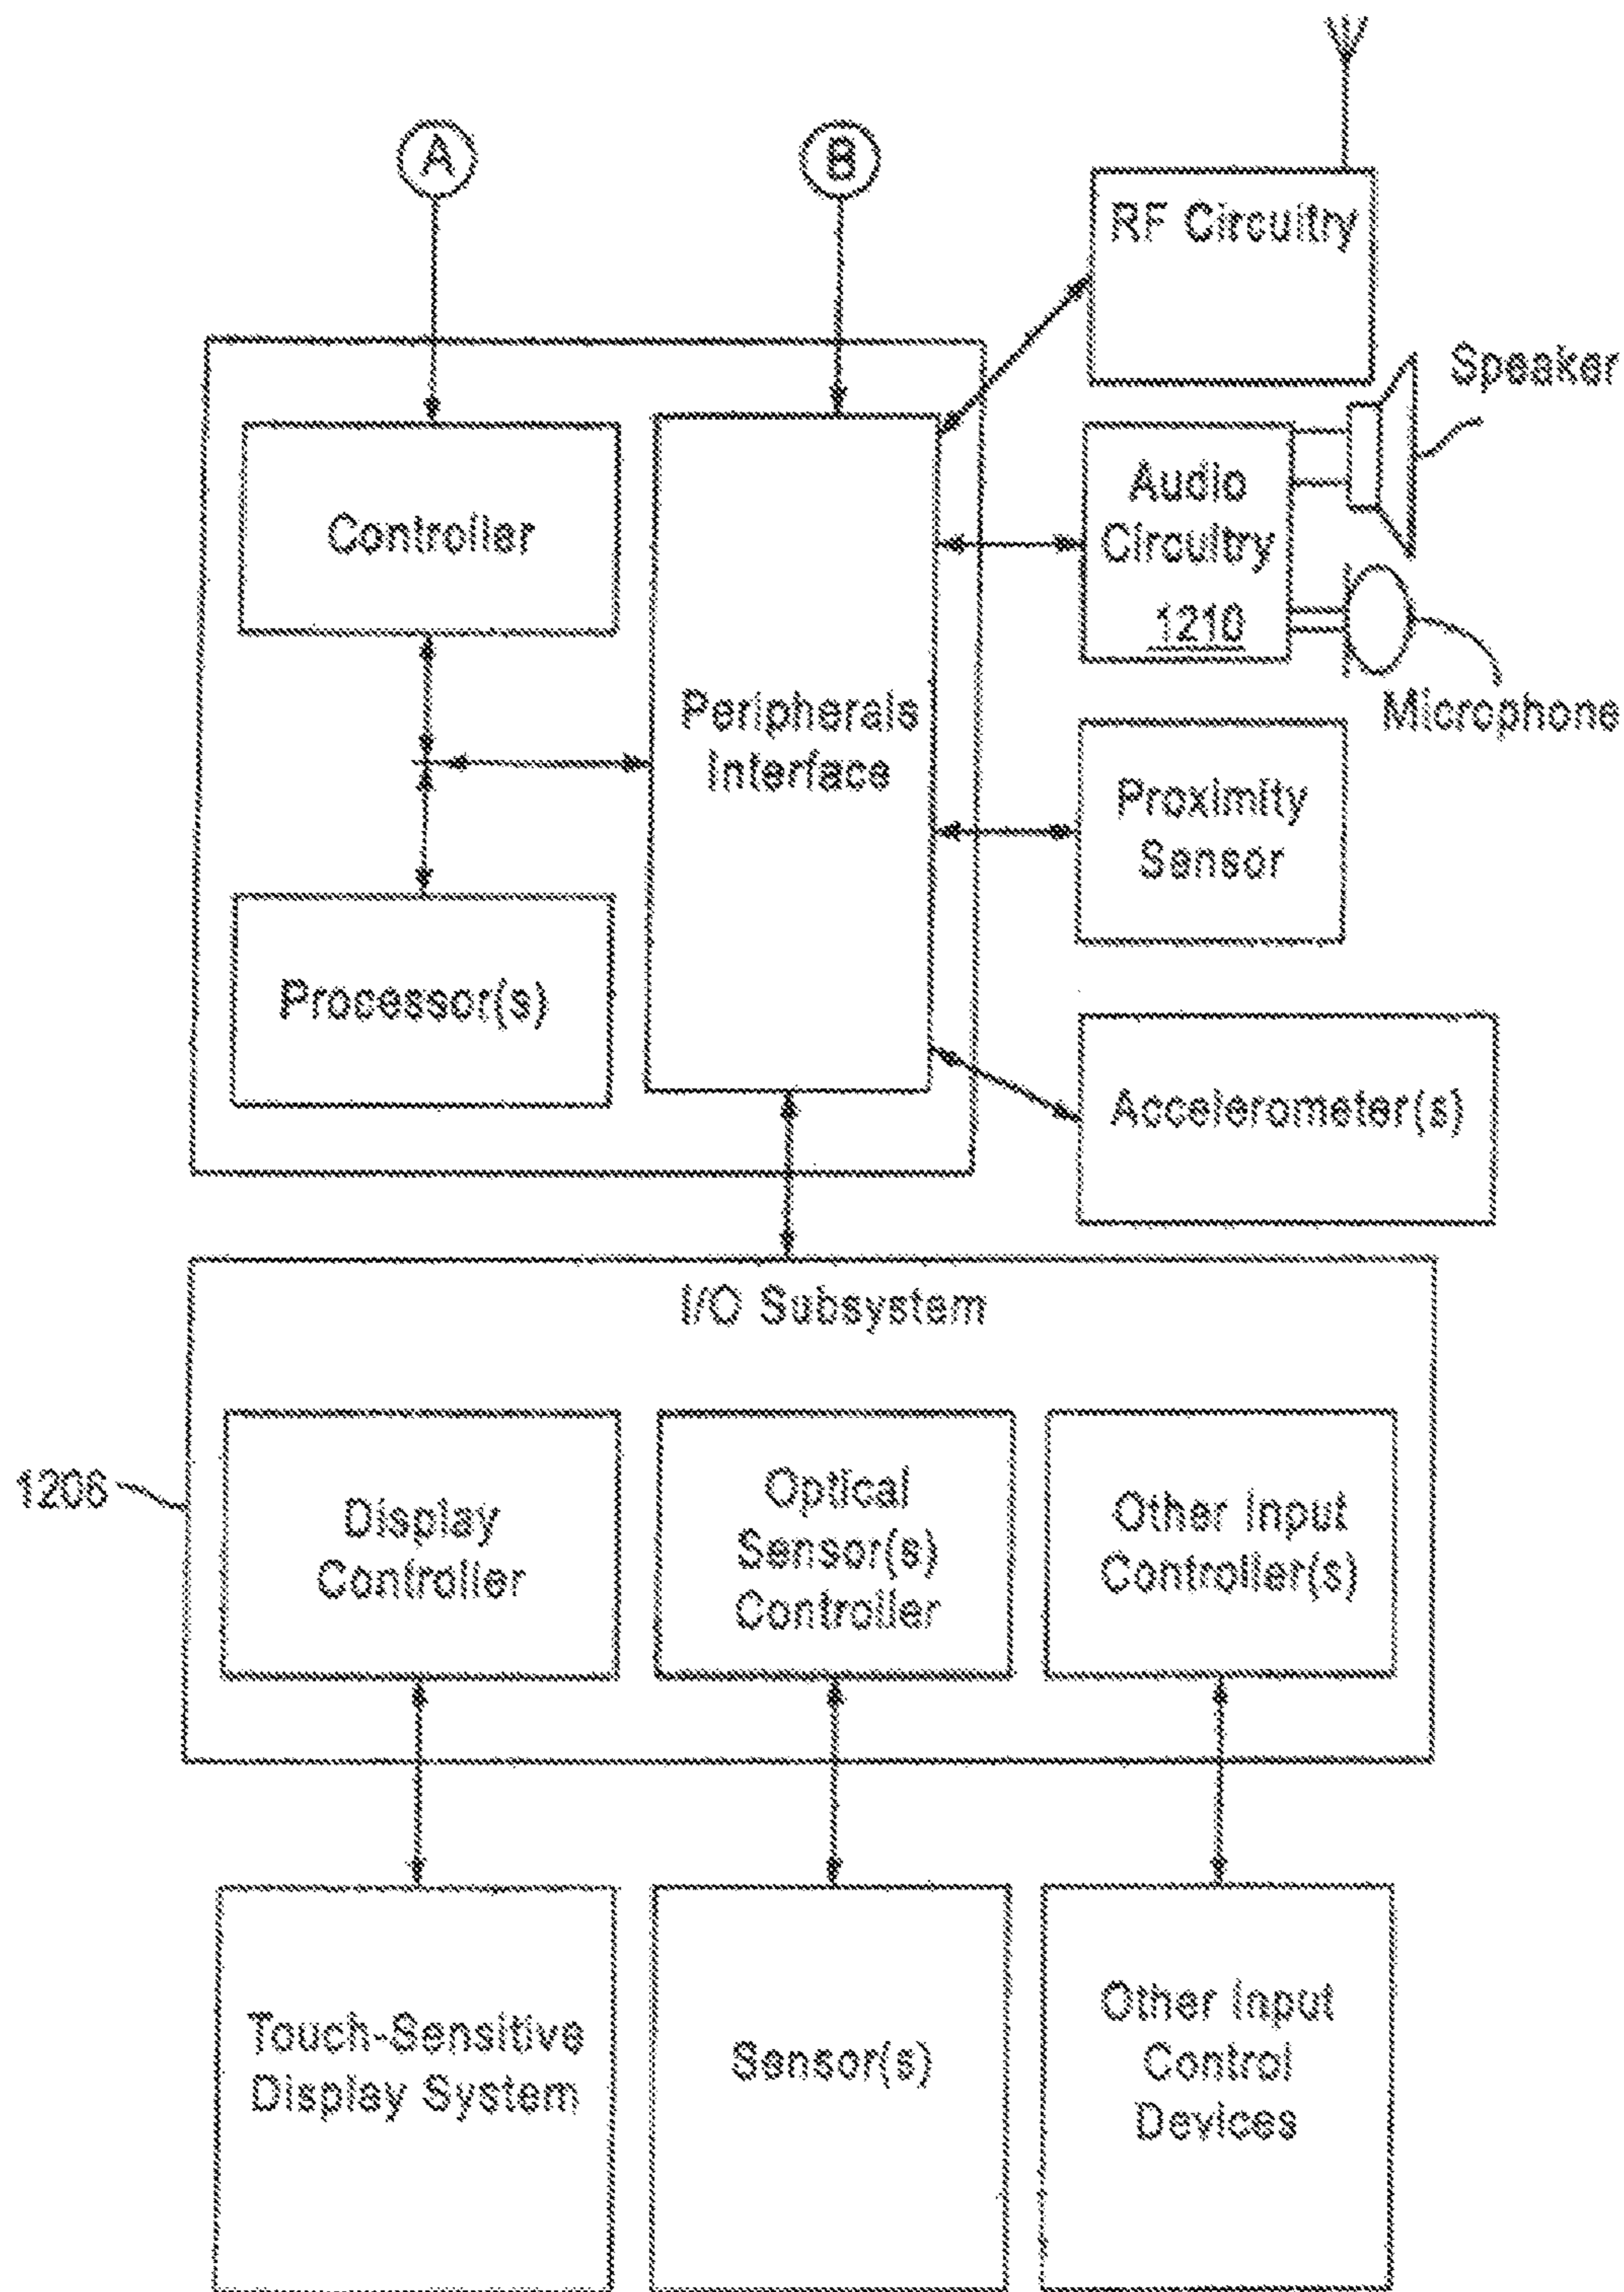 A
B
RF Circuitry
Speaker
Controller
Audio
Circuitry
1210
Microphone
Peripherals
Interface
Proximity
Sensor
Processor(s)
Accelerometer(s)
I/O Subsystem
1206
Display
Controller
Optical
Sensor(s)
Controller
Other Input
Controller(s)
Touch-Sensitive
Display System
Sensor(s)
Other Input
Control
Devices